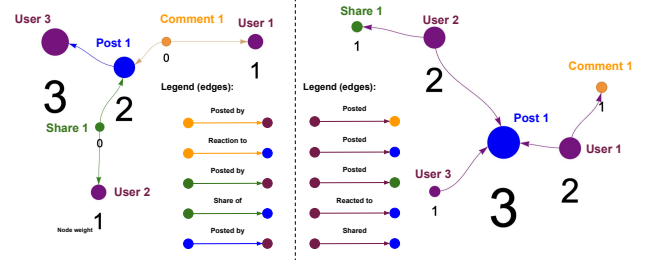 User 3
Comment 1
User 1
Post 1
0
1
Legend (edges):
3
2
Share 1
0
User 2
1
Node weight
Posted by
Reaction to
Posted by
Share of
Posted by
Share 1
1
User 2
2
Legend (edges):
Comment 1
1
Post 1
User 1
User 3
1
3
2
Posted
Posted
Posted
Reacted to
Shared